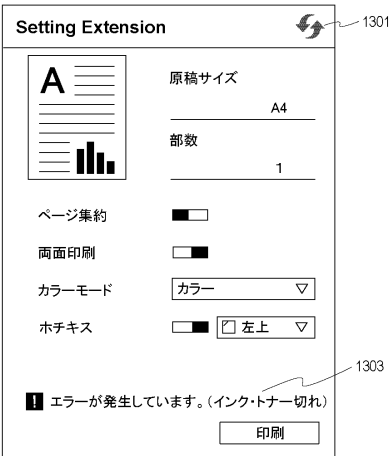 Setting Extension
1301
A
原稿サイズ
A4
部数
1
ページ集約
両面印刷
カラーモード
カラー
ホチキス
左上
1303
! エラーが発生しています。(インク・トナー切れ)
印刷